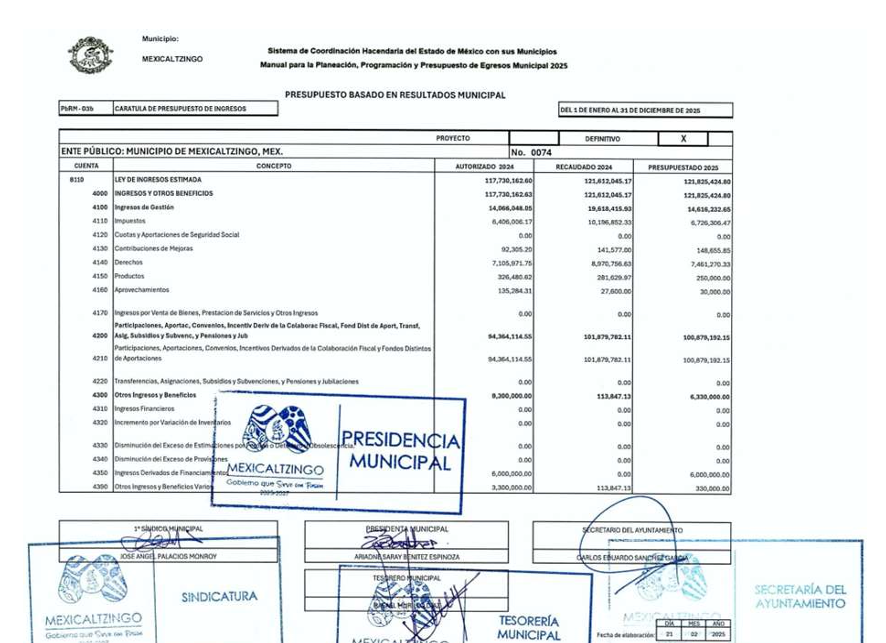 Municipio:
MEXICALTZINGO
Sistema de Coordinación Hacendaria del Estado de México con sus Municipios
Manual para la Planeación, Programación y Presupuesto de Egresos Municipal 2025
PRESUPUESTO BASADO EN RESULTADOS MUNICIPAL
PbRM - 03b CARATULA DE PRESUPUESTO DE INGRESOS DEL 1 DE ENERO AL 31 DE DICIEMBRE DE 2025
PROYECTO DEFINITIVO X
ENTE PÚBLICO: MUNICIPIO DE MEXICALTZINGO, MEX. No. 0074
CUENTA CONCEPTO AUTORIZADO 2024 RECAUDADO 2024 PRESUPUESTADO 2025
8110 LEY DE INGRESOS ESTIMADA 117,730,162.60 121,612,045.17 121,825,424.80
4000 INGRESOS Y OTROS BENEFICIOS 117,730,162.63 121,612,045.17 121,825,424.80
4100 Ingresos de Gestión 14,066,048.05 19,618,415.93 14,616,232.65
4110 Impuestos 6,406,006.17 10,196,852.33 6,726,306.47
4120 Cuotas y Aportaciones de Seguridad Social 0.00 0.00 0.00
4130 Contribuciones de Mejoras 92,305.20 141,577.00 148,655.85
4140 Derechos 7,105,971.75 8,970,756.63 7,461,270.33
4150 Productos 326,480.62 281,629.97 250,000.00
4160 Aprovechamientos 135,284.31 27,600.00 30,000.00
4170 Ingresos por Venta de Bienes, Prestacion de Servicios y Otros Ingresos 0.00 0.00 0.00
Participaciones, Aportac, Convenios, Incentiv Deriv de la Colaborac Fiscal, Fond Dist de Aport, Transf,
4200 Asig, Subsidios y Subvenc, y Pensiones y Jub 94,364,114.55 101,879,782.11 100,879,192.15
Participaciones, Aportaciones, Convenios, Incentivos Derivados de la Colaboración Fiscal y Fondos Distintos
4210 de Aportaciones 94,364,114.55 101,879,782.11 100,879,192.15
4220 Transferencias, Asignaciones, Subsidios y Subvenciones, y Pensiones y Jubilaciones 0.00 0.00 0.00
4300 Otros Ingresos y Beneficios 9,300,000.00 113,847.13 6,330,000.00
4310 Ingresos Financieros 0.00 0.00 0.00
4320 Incremento por Variación de Inventarios 0.00 0.00 0.00
4330 Disminución del Exceso de Estimaciones por Obsolescencia. 0.00 0.00 0.00
4340 Disminución del Exceso de Provisiones 0.00 0.00 0.00
4350 Ingresos Derivados de Financiamiento 6,000,000.00 0.00 6,000,000.00
4390 Otros Ingresos y Beneficios Varios 3,300,000.00 113,847.13 330,000.00
PRESIDENCIA
MUNICIPAL
MEXICALTZINGO
Gobierno que Sirve con Pasión
2025-2027
1° SÍNDICO MUNICIPAL PRESIDENTA MUNICIPAL SECRETARIO DEL AYUNTAMIENTO
JOSE ANGEL PALACIOS MONROY ARIADNE SARAY BENITEZ ESPINOZA CARLOS EDUARDO SANCHEZ GARCIA
TESORERO MUNICIPAL
SINDICATURA
MEXICALTZINGO
Gobierno que Sirve con Pasión
TESORERÍA
MUNICIPAL
MEXICALTZINGO
SECRETARÍA DEL
AYUNTAMIENTO
MEXICALTZINGO
DÍA MES AÑO
Fecha de elaboración: 21 02 2025